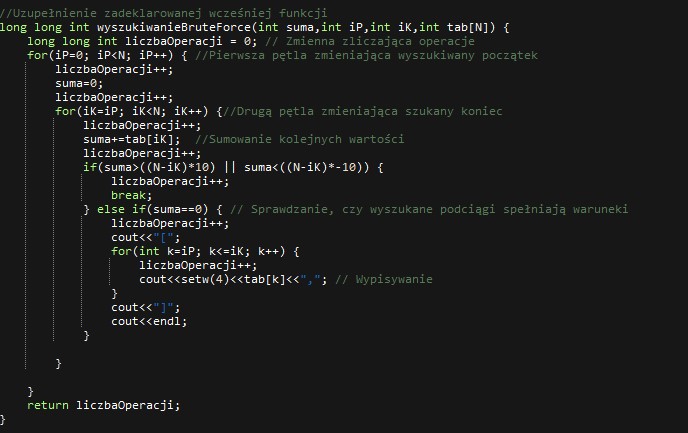 //Uzupełnienie zadeklarowanej wcześniej funkcji
long long int wyszukiwanieBruteForce(int suma,int iP,int iK,int tab[N]) {
    long long int liczbaOperacji = 0; // Zmienna zliczająca operacje
    for(iP=0; iP<N; iP++) { //Pierwsza pętla zmieniająca wyszukiwany początek
        liczbaOperacji++;
        suma=0;
        liczbaOperacji++;
        for(iK=iP; iK<N; iK++) {//Drugą pętla zmieniająca szukany koniec
            liczbaOperacji++;
            suma+=tab[iK];  //Sumowanie kolejnych wartości
            liczbaOperacji++;
            if(suma>((N-iK)*10) || suma<((N-iK)*-10)) {
                liczbaOperacji++;
                break;
            } else if(suma==0) { // Sprawdzanie, czy wyszukane podciągi spełniają waruneki
                liczbaOperacji++;
                cout<<"[";
                for(int k=iP; k<=iK; k++) {
                    liczbaOperacji++;
                    cout<<setw(4)<<tab[k]<<","; // Wypisywanie
                }
                cout<<"]";
                cout<<endl;
            }
        }
    }
    return liczbaOperacji;
}